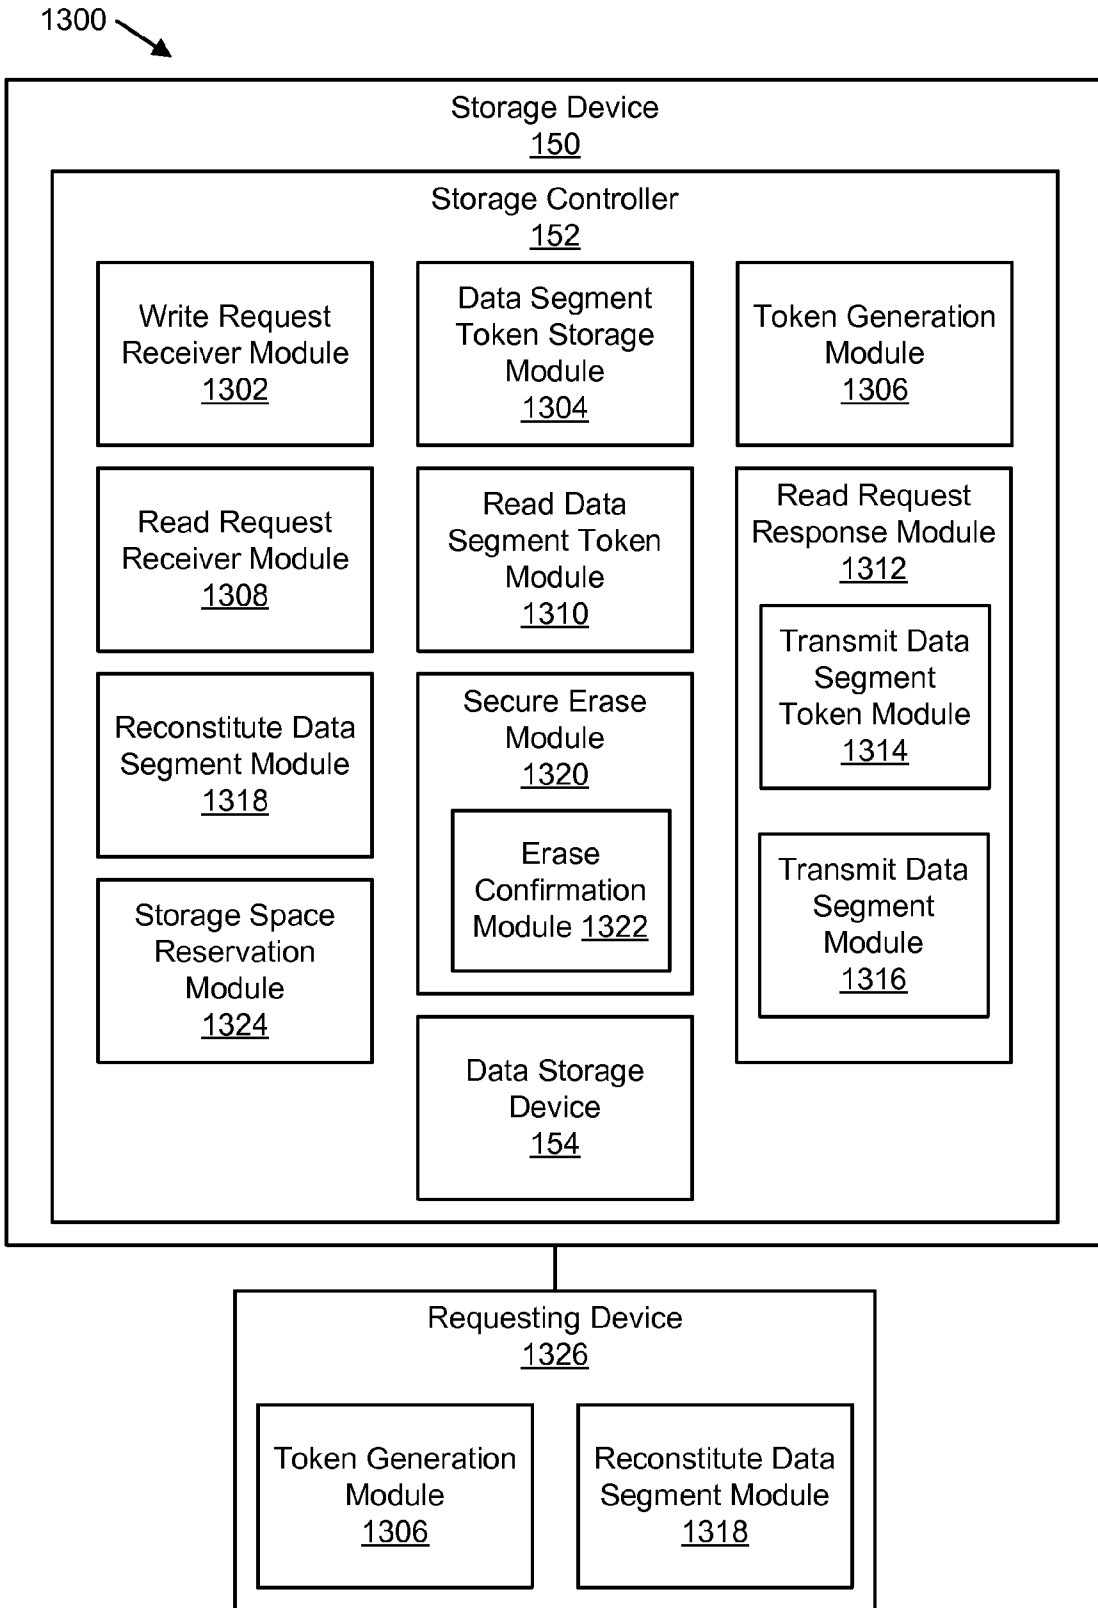 1300
Storage Device
150
Storage Controller
152
Write Request
Receiver Module
1302
Data Segment
Token Storage
Module
1304
Token Generation
Module
1306
Read Request
Receiver Module
1308
Read Data
Segment Token
Module
1310
Read Request
Response Module
1312
Transmit Data
Segment
Token Module
1314
Transmit Data
Segment
Module
1316
Reconstitute Data
Segment Module
1318
Secure Erase
Module
1320
Erase
Confirmation
Module 1322
Storage Space
Reservation
Module
1324
Data Storage
Device
154
Requesting Device
1326
Token Generation
Module
1306
Reconstitute Data
Segment Module
1318